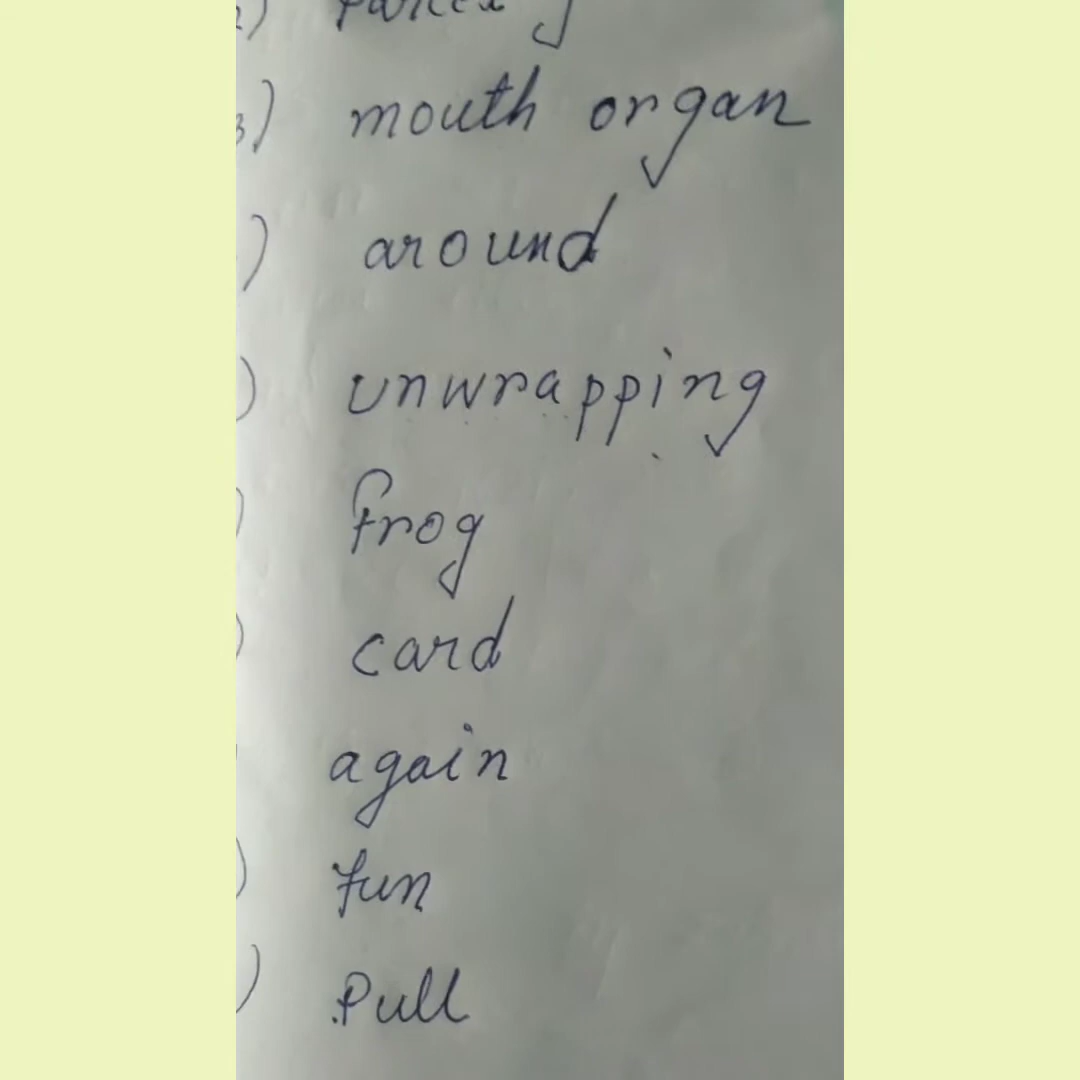 3) mouth organ
) around
) unwrapping
) frog
) card
again
) fun
) Pull